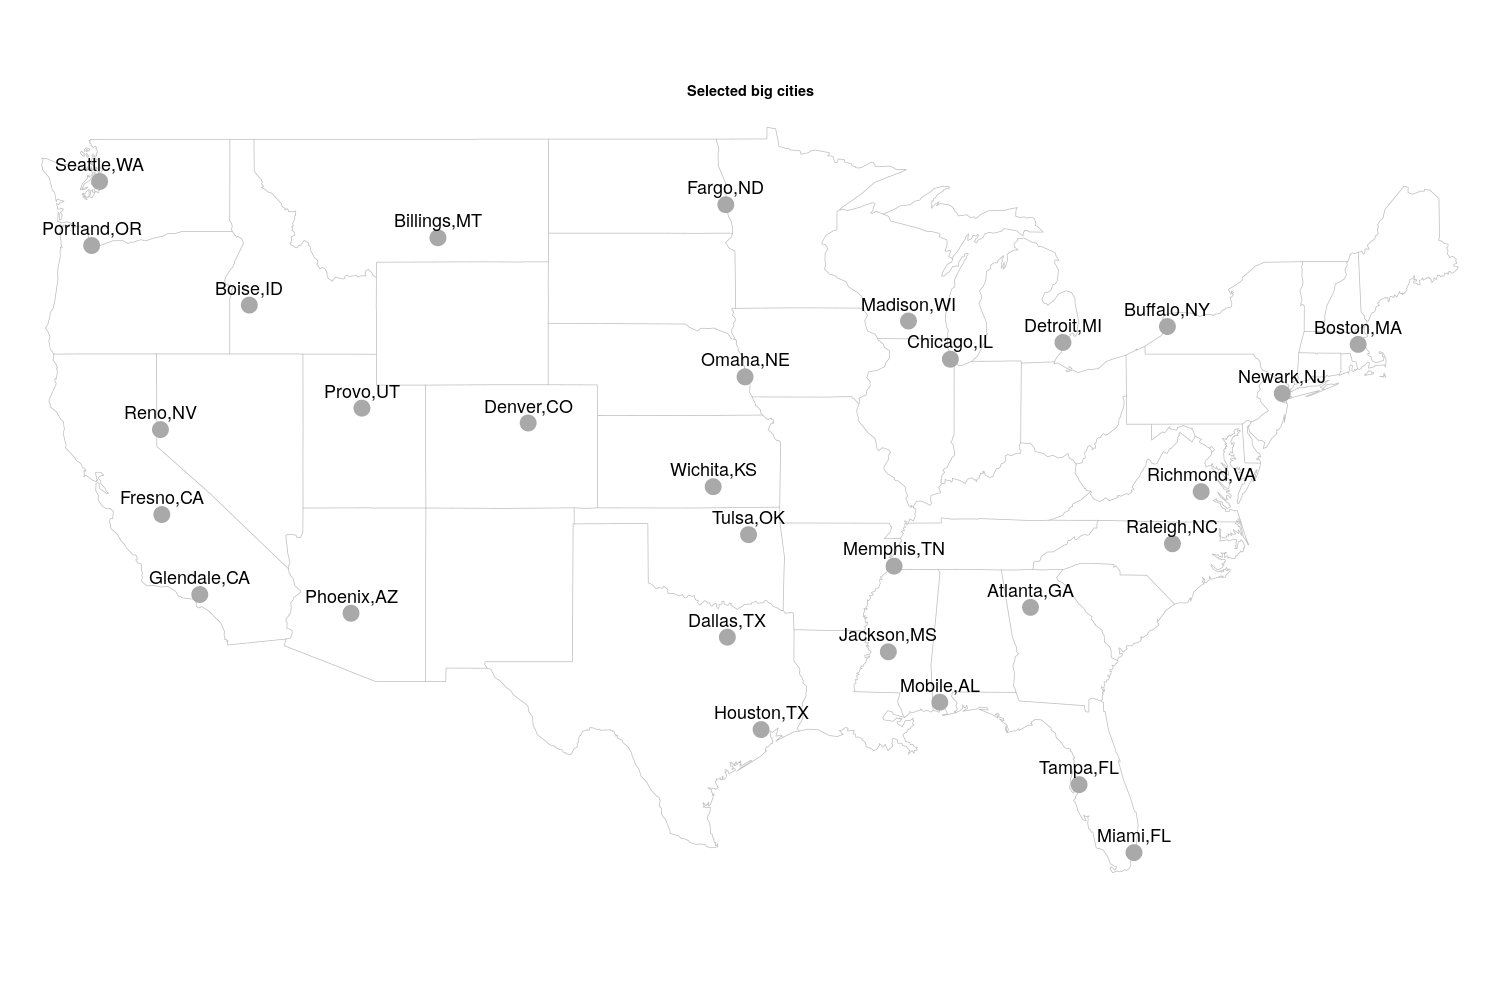 Selected big cities
Seattle,WA
Fargo,ND
Billings,MT
Portland,OR
Boise,ID
Madison,WI
Buffalo,NY
Detroit,MI
Boston,MA
Chicago,IL
Omaha,NE
Newark,NJ
Provo,UT
Denver,CO
Reno,NV
Wichita,KS
Richmond,VA
Fresno,CA
Tulsa,OK
Raleigh,NC
Memphis,TN
Glendale,CA
Atlanta,GA
Phoenix,AZ
Dallas,TX
Jackson,MS
Mobile,AL
Houston,TX
Tampa,FL
Miami,FL